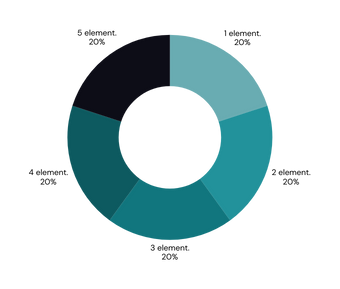 1 element.
20%
2 element.
20%
3 element.
20%
4 element.
20%
5 element.
20%